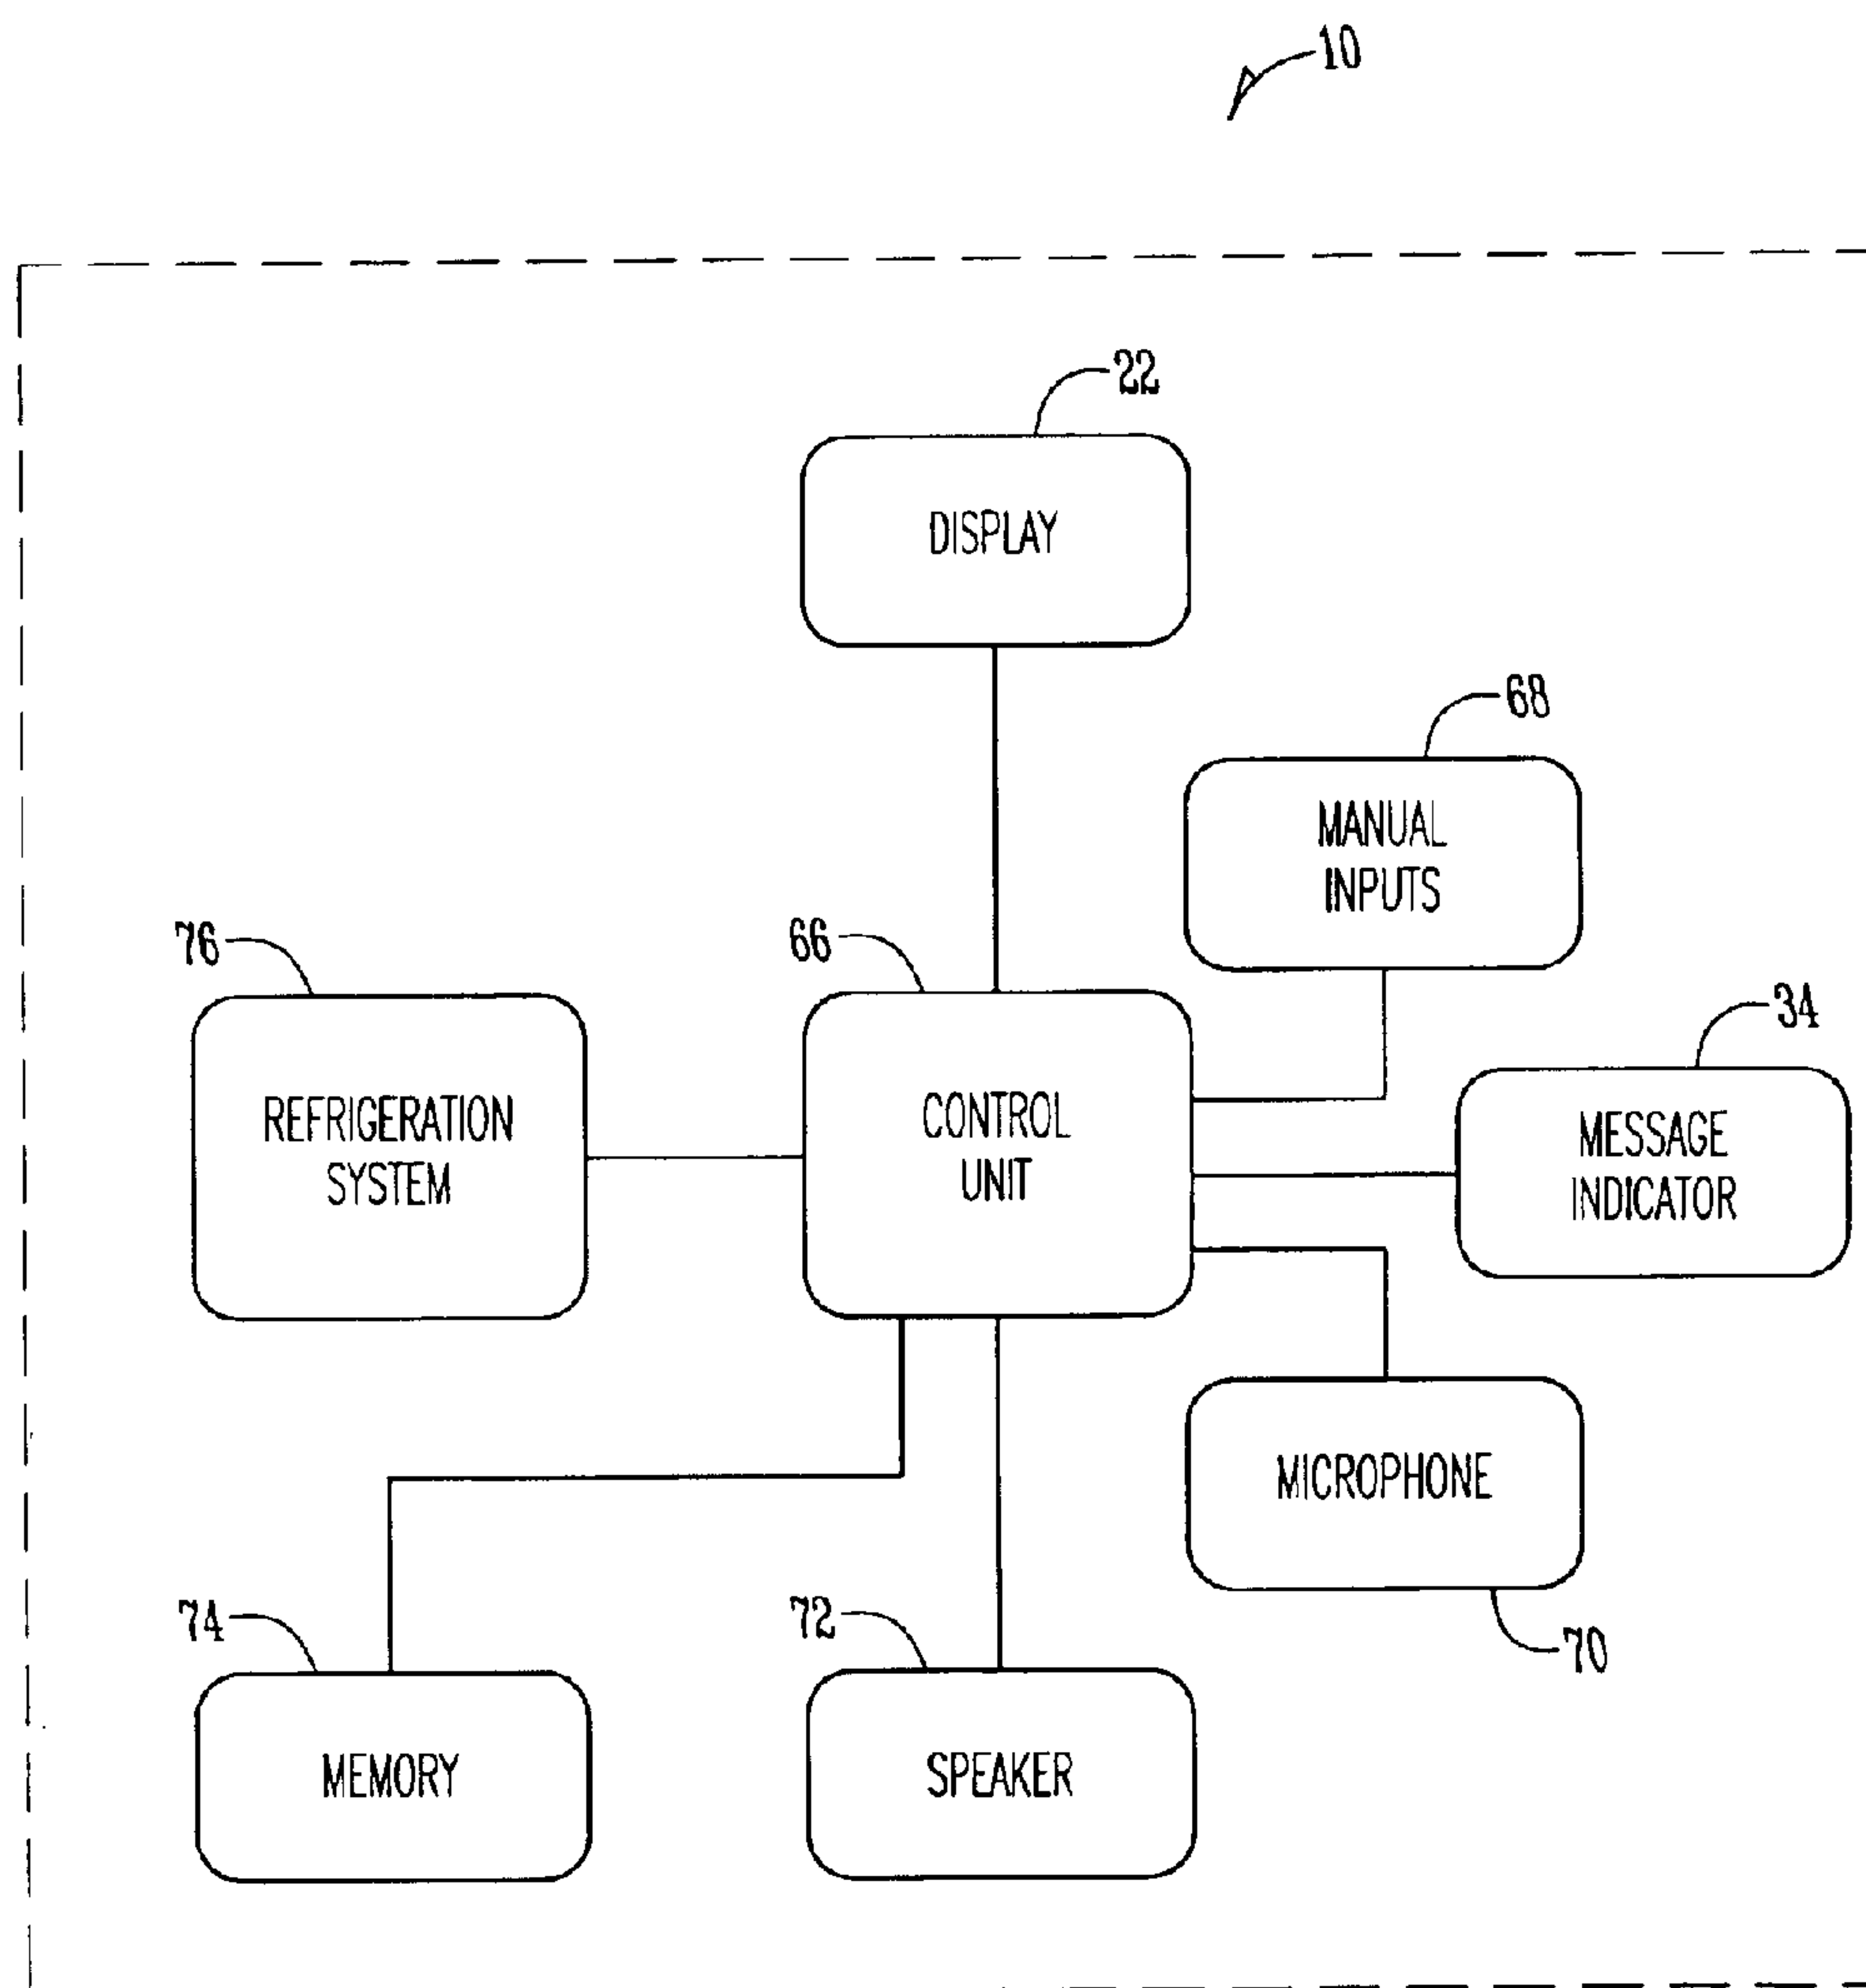 10
22
DISPLAY
68
MANUAL
INPUTS
76
66
34
REFRIGERATION
SYSTEM
CONTROL
UNIT
MESSAGE
INDICATOR
MICROPHONE
70
74
72
MEMORY
SPEAKER